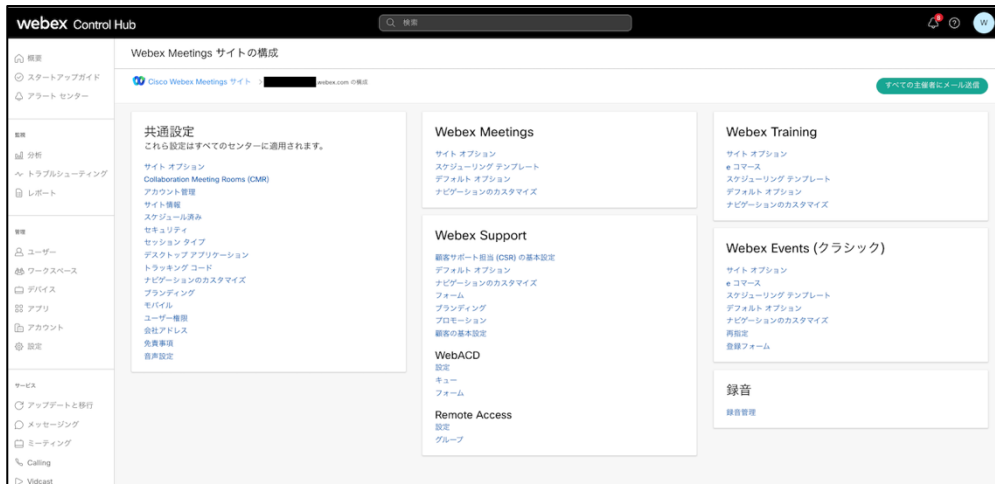 webex Control Hub
検索
8
W
概要
スタートアップガイド
アラート センター
監視
分析
トラブルシューティング
レポート
管理
ユーザー
ワークスペース
デバイス
アプリ
アカウント
設定
サービス
アップデートと移行
メッセージング
ミーティング
Calling
Vidcast
Webex Meetings サイトの構成
Cisco Webex Meetings サイト > .webex.com の構成
すべての主催者にメール送信
共通設定
これら設定はすべてのセンターに適用されます。
サイト オプション
Collaboration Meeting Rooms (CMR)
アカウント管理
サイト情報
スケジュール済み
セキュリティ
セッション タイプ
デスクトップ アプリケーション
トラッキング コード
ナビゲーションのカスタマイズ
ブランディング
モバイル
ユーザー権限
会社アドレス
免責事項
音声設定
Webex Meetings
サイト オプション
スケジューリング テンプレート
デフォルト オプション
ナビゲーションのカスタマイズ
Webex Support
顧客サポート担当 (CSR) の基本設定
デフォルト オプション
ナビゲーションのカスタマイズ
フォーム
ブランディング
プロモーション
顧客の基本設定
WebACD
設定
キュー
フォーム
Remote Access
設定
グループ
Webex Training
サイト オプション
e コマース
スケジューリング テンプレート
デフォルト オプション
ナビゲーションのカスタマイズ
Webex Events (クラシック)
サイト オプション
e コマース
スケジューリング テンプレート
デフォルト オプション
ナビゲーションのカスタマイズ
再指定
登録フォーム
録音
録音管理